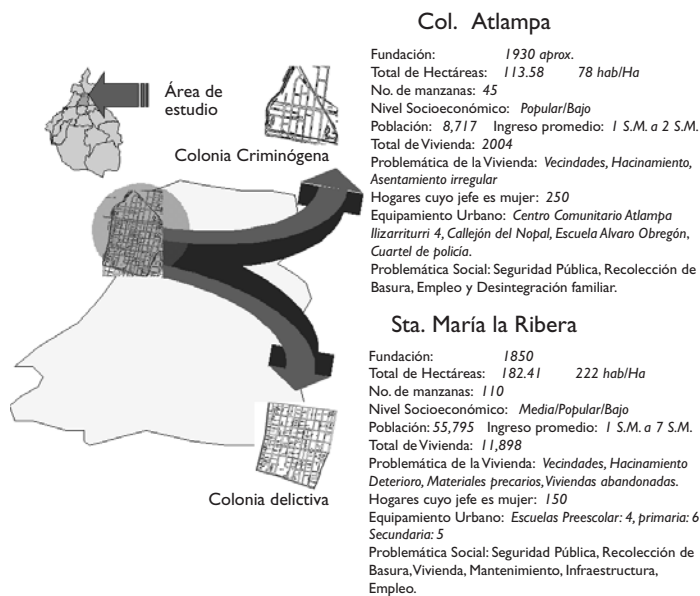 Área de
estudio
Colonia Criminógena
Colonia delictiva
Col. Atlampa
Fundación: 1930 aprox.
Total de Hectáreas: 113.58 78 hab/Ha
No. de manzanas: 45
Nivel Socioeconómico: Popular/Bajo
Población: 8,717 Ingreso promedio: 1 S.M. a 2 S.M.
Total de Vivienda: 2004
Problemática de la Vivienda: Vecindades, Hacinamiento,
Asentamiento irregular
Hogares cuyo jefe es mujer: 250
Equipamiento Urbano: Centro Comunitario Atlampa
Ilizarriturri 4, Callejón del Nopal, Escuela Alvaro Obregón,
Cuartel de policía.
Problemática Social: Seguridad Pública, Recolección de
Basura, Empleo y Desintegración familiar.
Sta. María la Ribera
Fundación: 1850
Total de Hectáreas: 182.41 222 hab/Ha
No. de manzanas: 110
Nivel Socioeconómico: Media/Popular/Bajo
Población: 55,795 Ingreso promedio: 1 S.M. a 7 S.M.
Total de Vivienda: 11,898
Problemática de la Vivienda: Vecindades, Hacinamiento
Deterioro, Materiales precarios, Viviendas abandonadas.
Hogares cuyo jefe es mujer: 150
Equipamiento Urbano: Escuelas Preescolar: 4, primaria: 6
Secundaria: 5
Problemática Social: Seguridad Pública, Recolección de
Basura, Vivienda, Mantenimiento, Infraestructura,
Empleo.